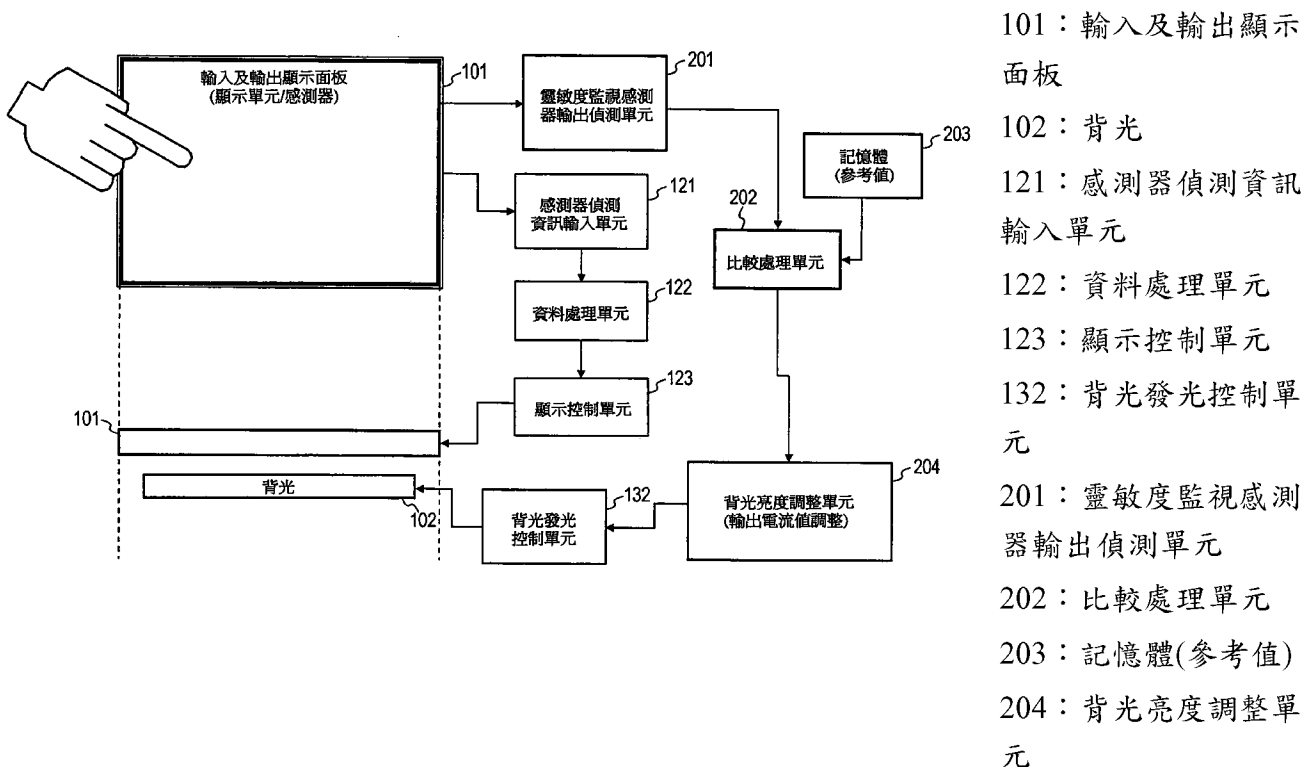 輸入及輸出顯示面板
(顯示單元/感測器)
101
201
靈敏度監視感測
器輸出偵測單元
203
記憶體
(參考值)
121
感測器偵測
資訊輸入單元
202
比較處理單元
122
資料處理單元
123
顯示控制單元
101
背光
102
132
背光發光
控制單元
204
背光亮度調整單元
(輸出電流值調整)
101：輸入及輸出顯示
面板
102：背光
121：感測器偵測資訊
輸入單元
122：資料處理單元
123：顯示控制單元
132：背光發光控制單
元
201：靈敏度監視感測
器輸出偵測單元
202：比較處理單元
203：記憶體(參考值)
204：背光亮度調整單
元